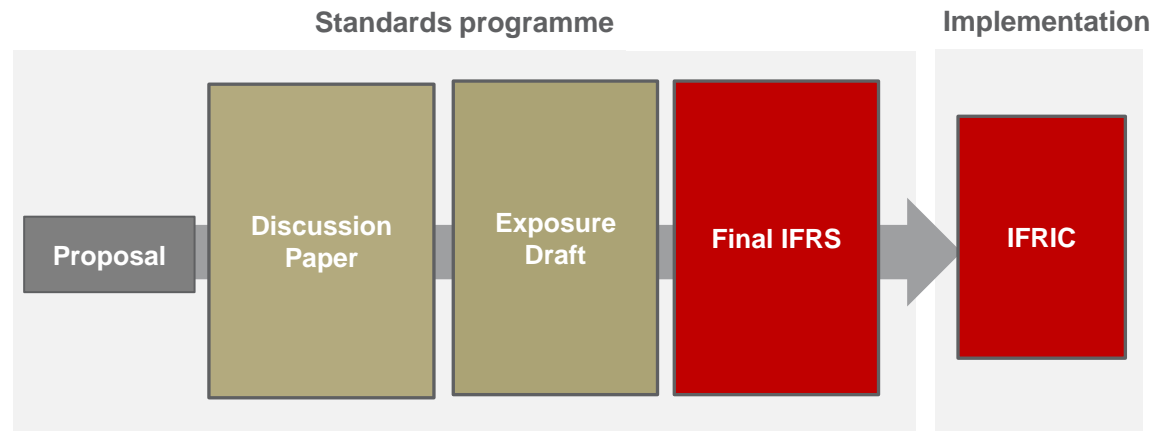 Standards programme
Implementation
Proposal
Discussion
Paper
Exposure
Draft
Final IFRS
IFRIC